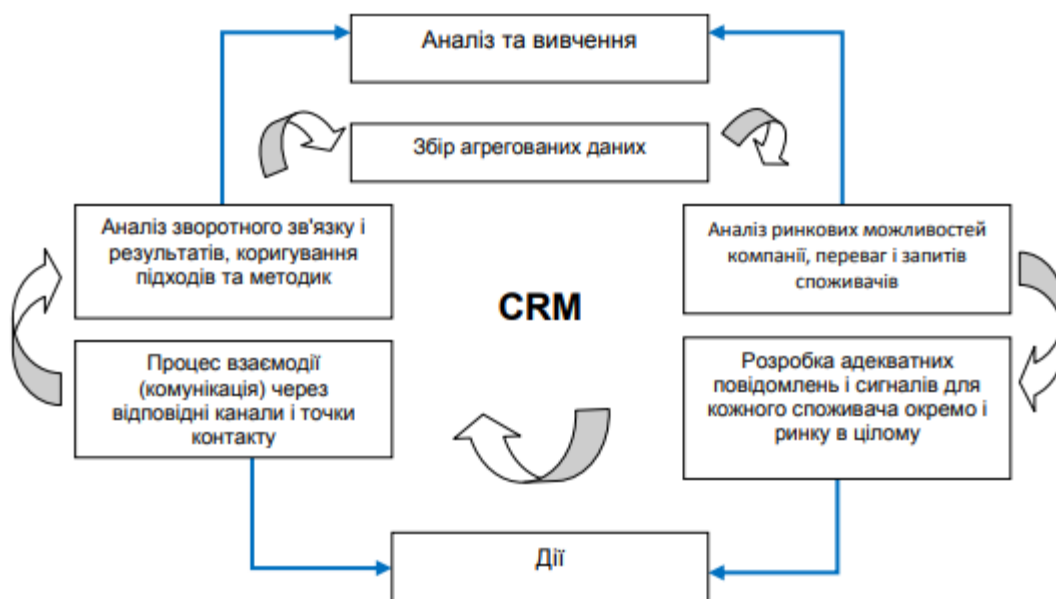 Аналіз та вивчення
Збір агрегованих даних
Аналіз зворотного зв'язку і
результатів, коригування
підходів та методик
Аналіз ринкових можливостей
компанії, переваг і запитів
споживачів
CRM
Процес взаємодії
(комунікація) через
відповідні канали і точки
контакту
Розробка адекватних
повідомлень і сигналів для
кожного споживача окремо і
ринку в цілому
Дії